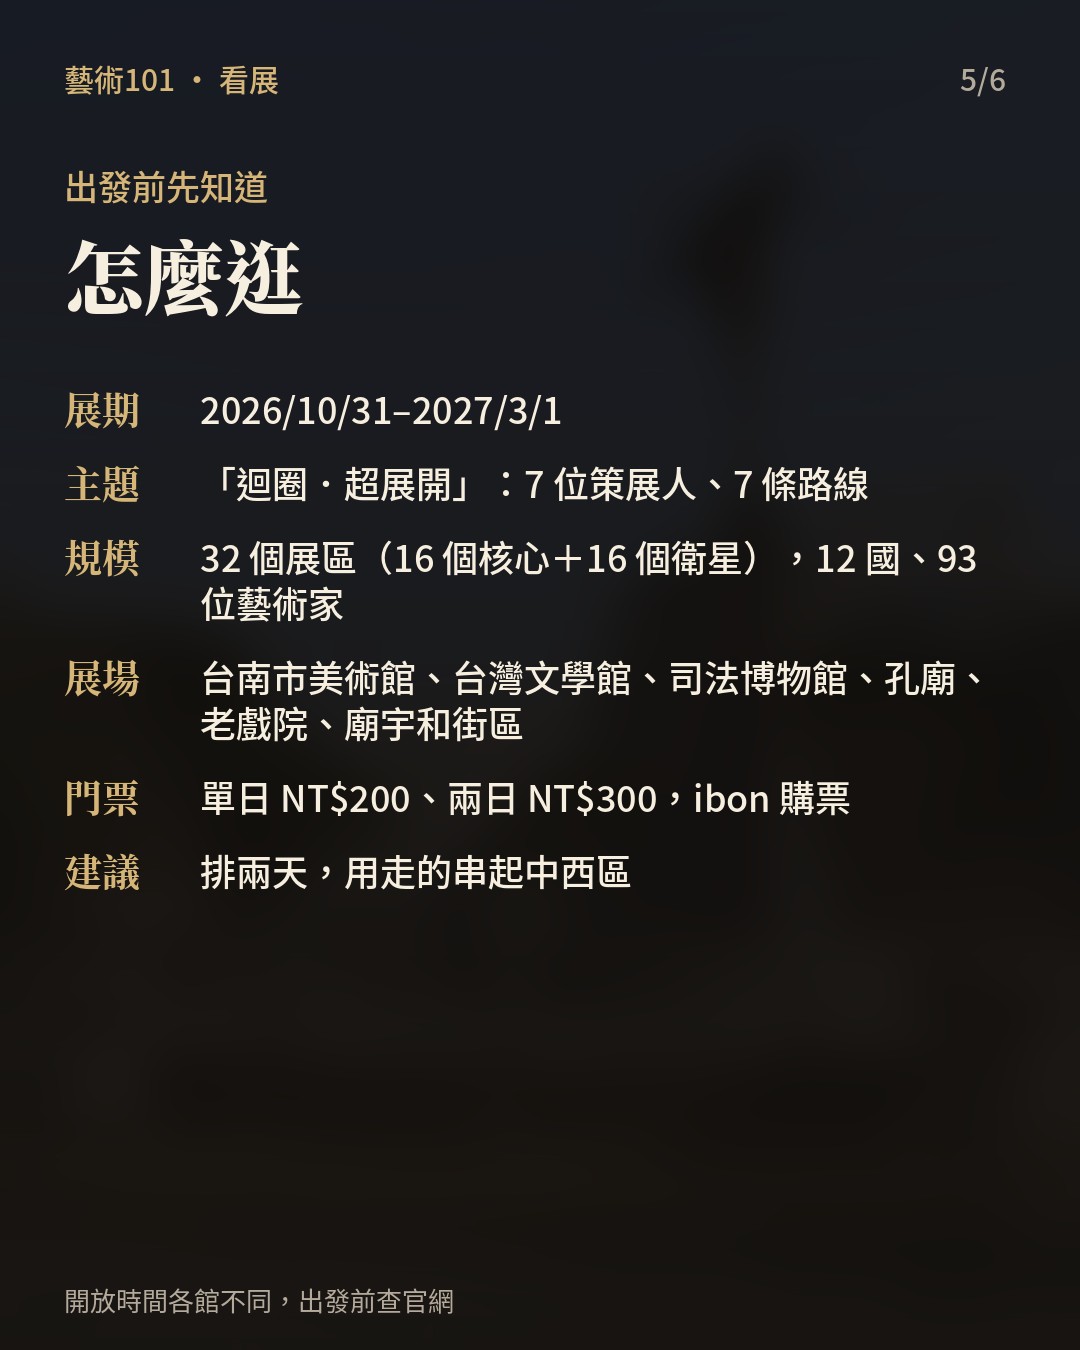 藝術101 · 看展
5/6
出發前先知道
怎麼逛
展期 2026/10/31–2027/3/1
主題 「迴圈・超展開」：7 位策展人、7 條路線
規模 32 個展區（16 個核心＋16 個衛星），12 國、93
位藝術家
展場 台南市美術館、台灣文學館、司法博物館、孔廟、
老戲院、廟宇和街區
門票 單日 NT$200、兩日 NT$300，ibon 購票
建議 排兩天，用走的串起中西區
開放時間各館不同，出發前查官網